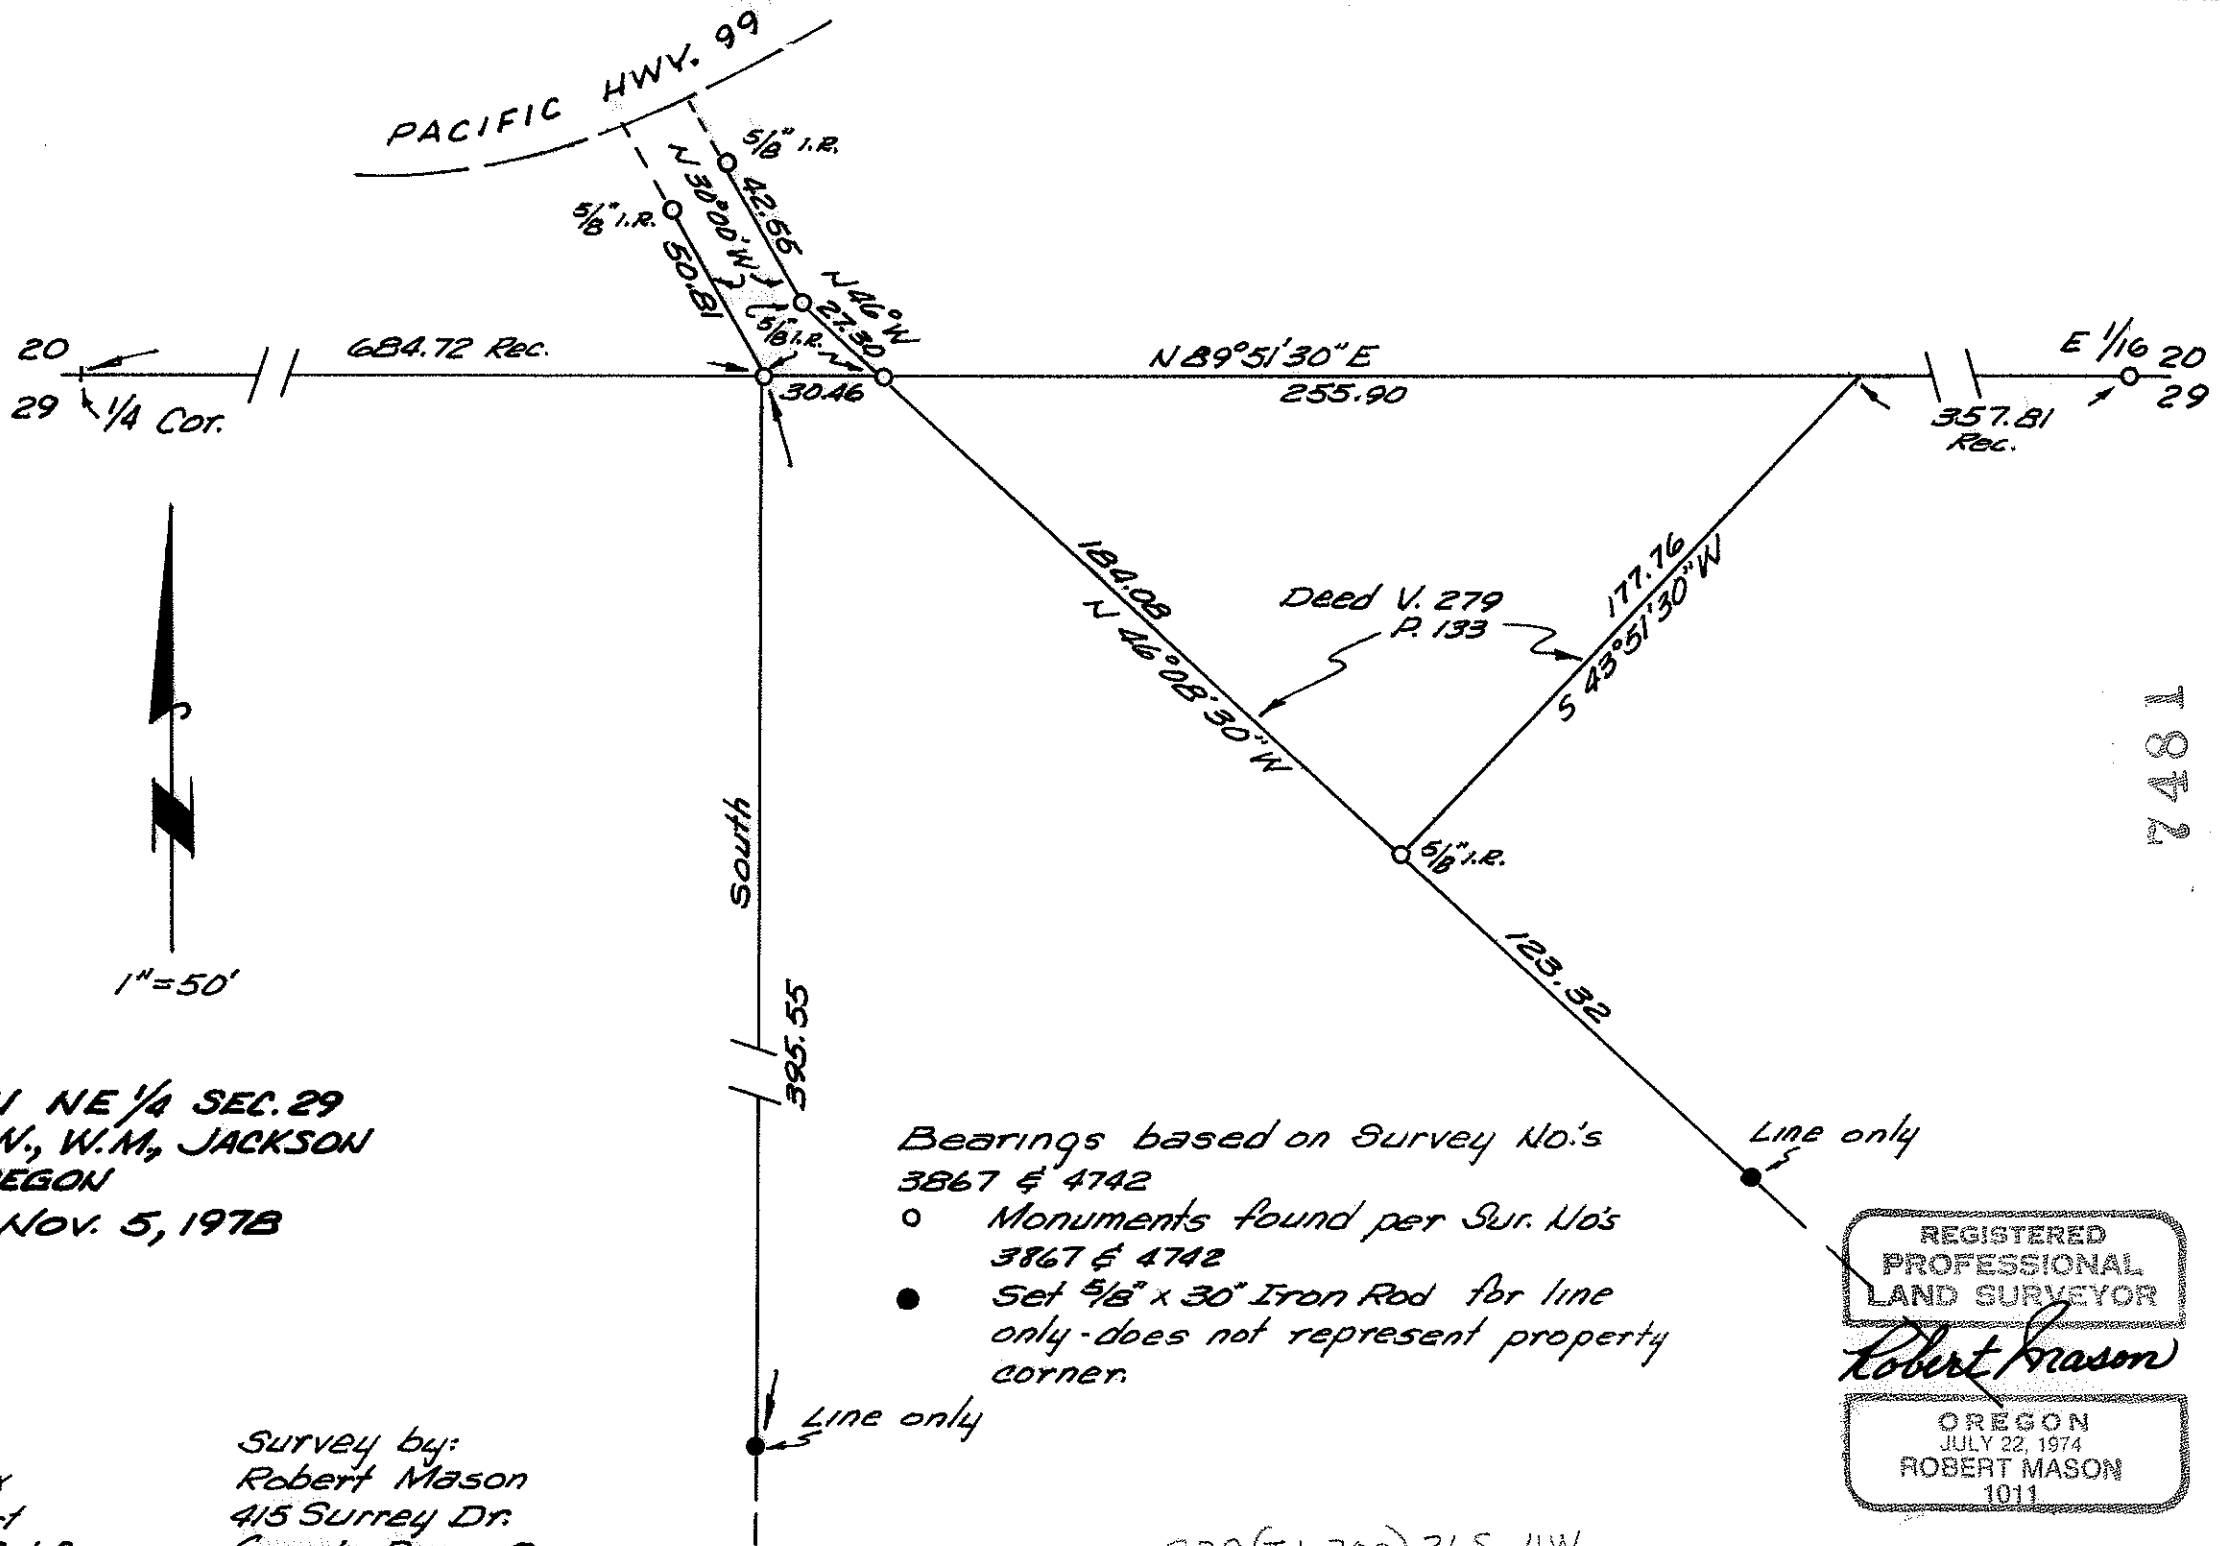 PACIFIC HWY. 99
5/8" I.R.
N 30°00' W
42.55
5/8" I.R.
50.81
N 46° W
27.30
5/8" I.R.
20
684.72 Rec.
N 89°51'30" E
E 1/16 20
29
1/4 Cor.
30.46
255.90
29
357.81
Rec.
184.08
N 46°08'30" W
Deed V. 279
P. 133
177.76
S 43°51'30" W
7481
N
1"=50'
South
395.55
5/8" I.R.
123.32
NE 1/4 SEC. 29
W., W.M., JACKSON
Nov. 5, 1978
Bearings based on Survey No.'s
3867 & 4742
Monuments found per Sur. No's
3867 & 4742
Set 5/8" x 30" Iron Rod for line
only - does not represent property
corner.
Line only
Line only
REGISTERED
PROFESSIONAL
LAND SURVEYOR
Robert Mason
OREGON
JULY 22, 1974
ROBERT MASON
1011
Survey by:
Robert Mason
415 Surrey Dr.